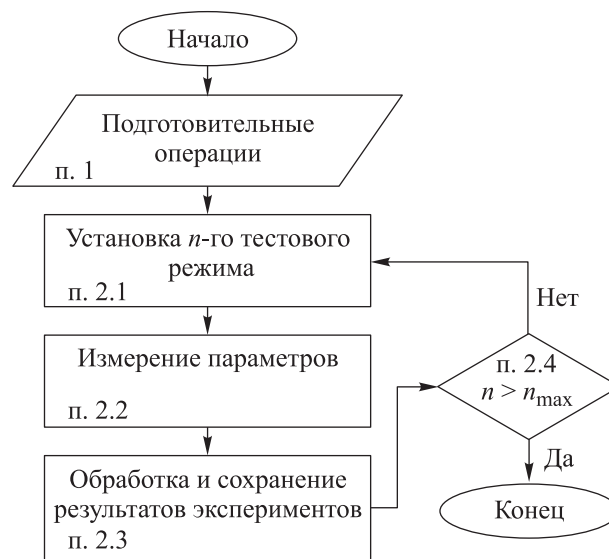 Начало
Подготовительные
операции
п. 1
Установка n-го тестового
режима
п. 2.1
Измерение параметров
п. 2.2
Обработка и сохранение
результатов экспериментов
п. 2.3
Нет
п. 2.4
n > nmax
Да
Конец